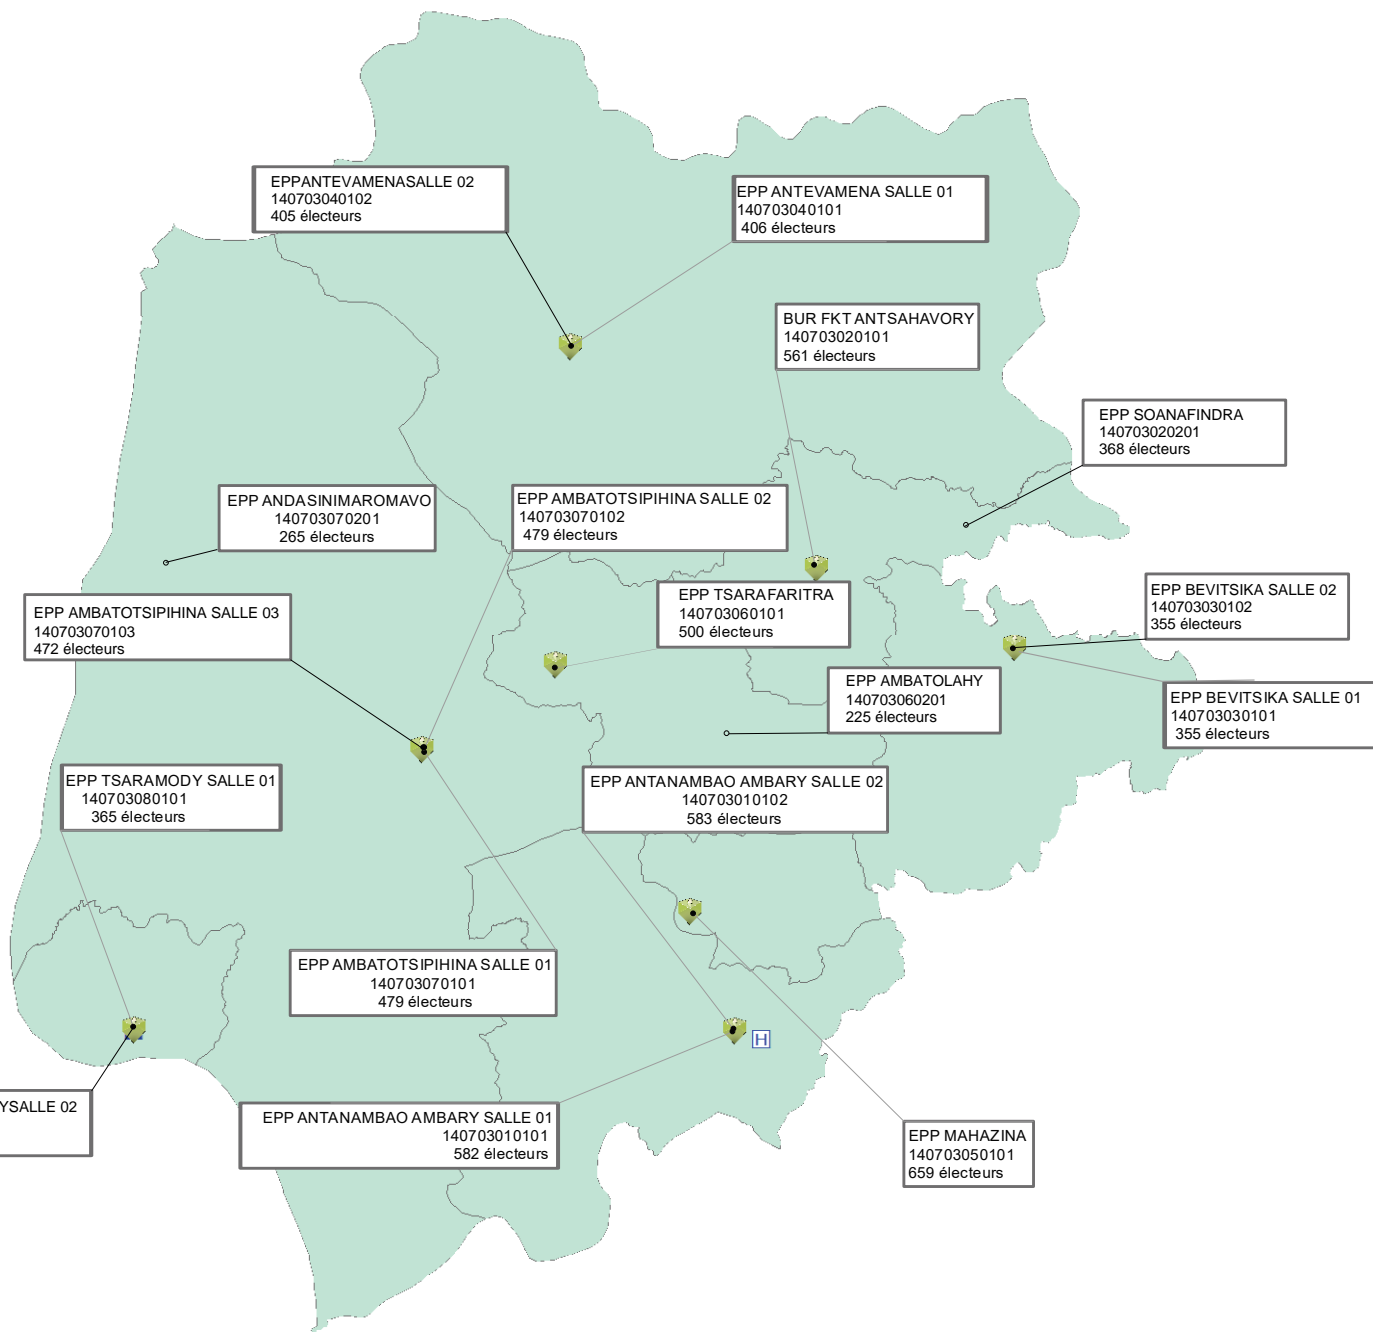 EPPANTEVAMENASALLE 02
140703040102
405 électeurs
EPP ANTEVAMENA SALLE 01
140703040101
406 électeurs
BUR FKT ANTSAHAVORY
140703020101
561 électeurs
EPP SOANAFINDRA
140703020201
368 électeurs
EPP ANDASINIMAROMAVO
140703070201
265 électeurs
EPP AMBATOTSIPIHINA SALLE 02
140703070102
479 électeurs
EPP TSARAFARITRA
140703060101
500 électeurs
EPP BEVITSIKA SALLE 02
140703030102
355 électeurs
EPP AMBATOTSIPIHINA SALLE 03
140703070103
472 électeurs
EPP AMBATOLAHY
140703060201
225 électeurs
EPP BEVITSIKA SALLE 01
140703030101
355 électeurs
EPP TSARAMODY SALLE 01
140703080101
365 électeurs
EPP ANTANAMBAO AMBARY SALLE 02
140703010102
583 électeurs
EPP AMBATOTSIPIHINA SALLE 01
140703070101
479 électeurs
H
YSALLE 02
EPP ANTANAMBAO AMBARY SALLE 01
140703010101
582 électeurs
EPP MAHAZINA
140703050101
659 électeurs